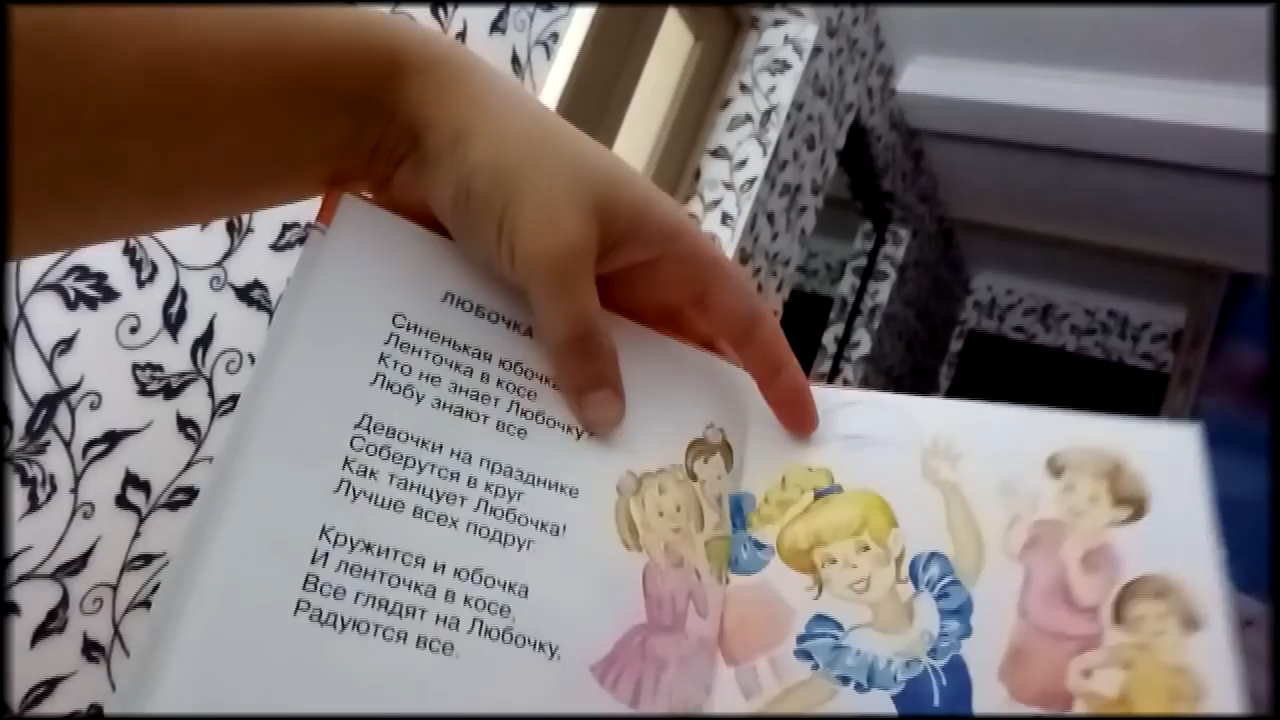 ЛЮБОЧКА
Синенькая юбочка
Ленточка в косе
Кто не знает Любочку?
Любу знают все
Девочки на празднике
Соберутся в круг
Как танцует Любочка!
Лучше всех подруг
Кружится и юбочка
И ленточка в косе,
Все глядят на Любочку,
Радуются все.